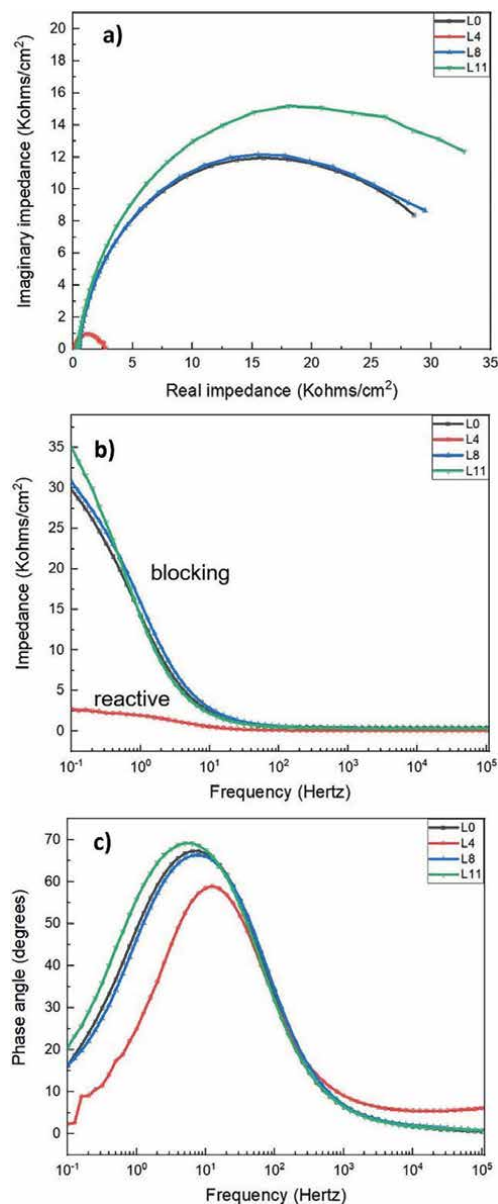 a)
L0
L4
L8
L11
20
18
16
14
12
10
8
6
4
2
0
0 5 10 15 20 25 30 35
Imaginary impedance (Kohms/cm²)
Real impedance (Kohms/cm²)
b)
L0
L4
L8
L11
35
30
25
20
15
10
5
0
blocking
reactive
10⁻¹ 10⁰ 10¹ 10² 10³ 10⁴ 10⁵
Impedance (Kohms/cm²)
Frequency (Hertz)
c)
L0
L4
L8
L11
70
60
50
40
30
20
10
0
10⁻¹ 10⁰ 10¹ 10² 10³ 10⁴ 10⁵
Phase angle (degrees)
Frequency (Hertz)